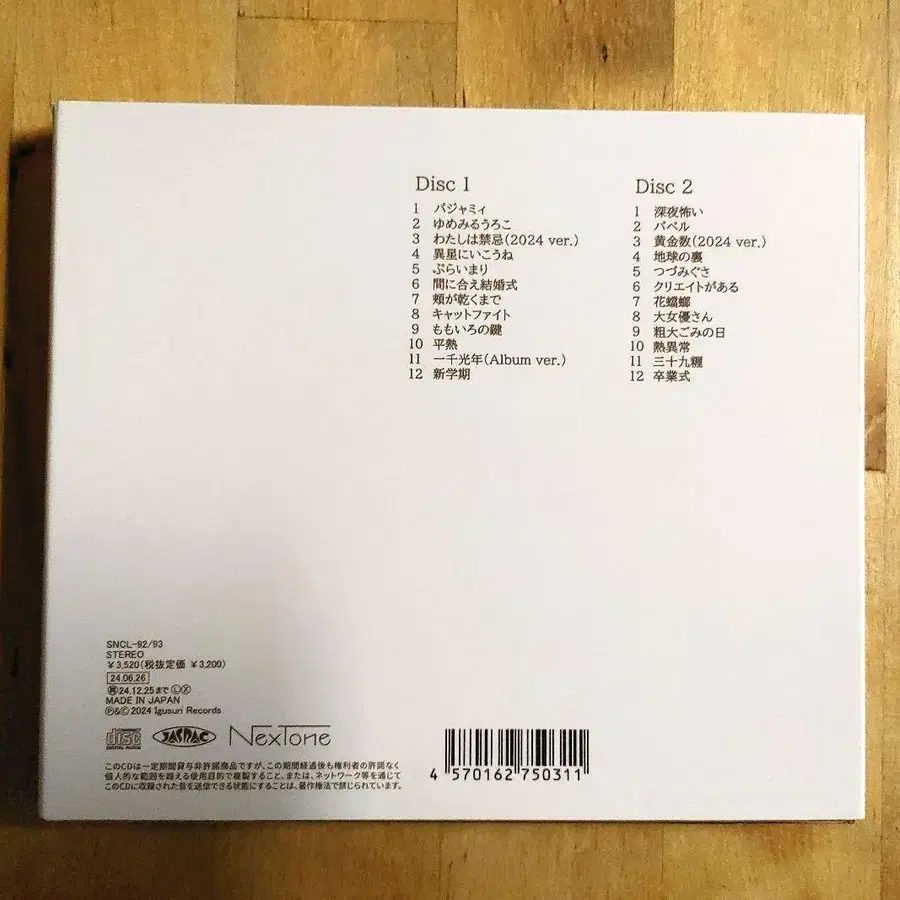 Disc 1
1 パジャミィ
2 ゆめみるうろこ
3 わたしは禁忌(2024 ver.)
4 異星にいこうね
5 ぷらいまり
6 間に合え結婚式
7 頬が乾くまで
8 キャットファイト
9 ももいろの鍵
10 平熱
11 一千光年(Album ver.)
12 新学期
Disc 2
1 深夜怖い
2 バベル
3 黄金数(2024 ver.)
4 地球の裏
5 つづみぐさ
6 クリエイトがある
7 花蟷螂
8 大女優さん
9 粗大ごみの日
10 熱異常
11 三十九糎
12 卒業式
SNCL-92/93
STEREO
￥3,520(税抜定価 ￥3,200)
24.06.26
24.12.25まで Ⓛ Ⓧ
MADE IN JAPAN
Ⓟ&Ⓒ 2024 Igusuri Records
COMPACT disc DIGITAL AUDIO JASRAC NexTone
このCDは一定期間貸与非許諾商品ですが、この期間経過後も権利者の許諾なく
個人的な範囲を越える使用目的で複製すること、または、ネットワーク等を通じて
このCDに収録された音を送信できる状態にすることは、著作権法で禁じられています。
4 570162 750311